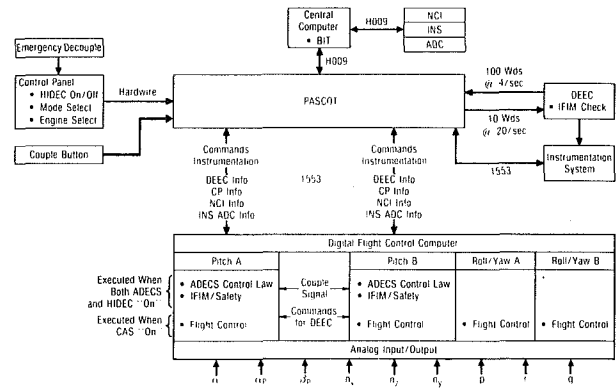 Central
Computer
• BIT
H009
NCI
INS
ADC
H009
Emergency Decouple
Control Panel
• HIDEC On/Off
• Mode Select
• Engine Select
Hardwire
Couple Button
PASCOT
100 Wds
@ 4/sec
10 Wds
@ 20/sec
DEEC
• IFIM Check
1553
Instrumentation
System
Commands
Instrumentation
DEEC Info
CP Info
NCI Info
INS ADC Info
1553
Commands
Instrumentation
DEEC Info
CP Info
NCI Info
INS ADC Info
Digital Flight Control Computer
Pitch A
Pitch B
Roll/Yaw A
Roll/Yaw B
Executed When
Both ADECS
and HIDEC "On"
• ADECS Control Law
• IFIM/Safety
Couple
Signal
• ADECS Control Law
• IFIM/Safety
Executed When
CAS "On"
• Flight Control
Commands
for DEEC
• Flight Control
• Flight Control
• Flight Control
Analog Input/Output
p
q